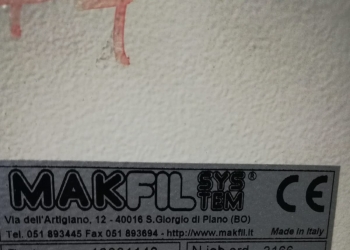 MAKFIL SYSTEM®
CE
Via dell'Artigiano, 12 - 40016 S.Giorgio di Piano (BO)
Tel. 051 893445 Fax 051 893694 - http://www.makfil.it
Made in Italy